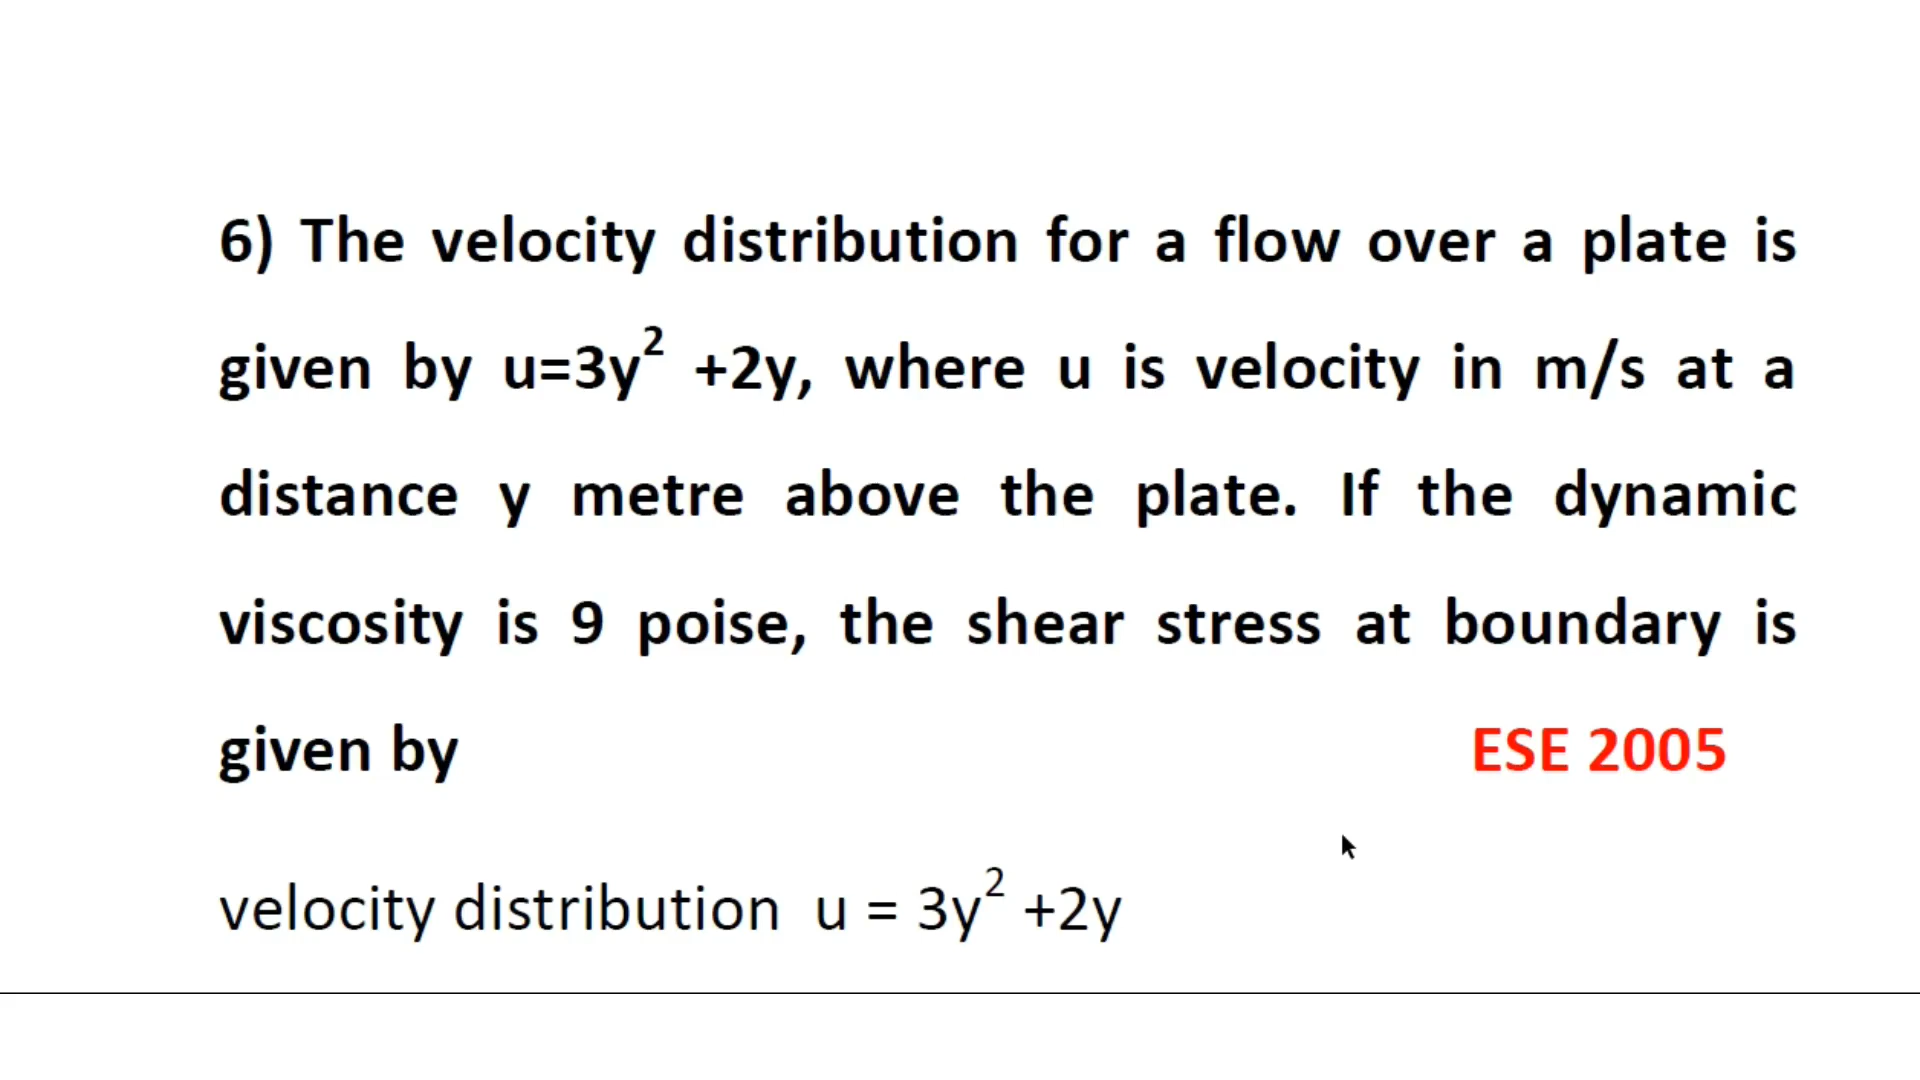 6) The velocity distribution for a flow over a plate is
given by u=3y² +2y, where u is velocity in m/s at a
distance y metre above the plate. If the dynamic
viscosity is 9 poise, the shear stress at boundary is
given by ESE 2005
velocity distribution u = 3y² +2y